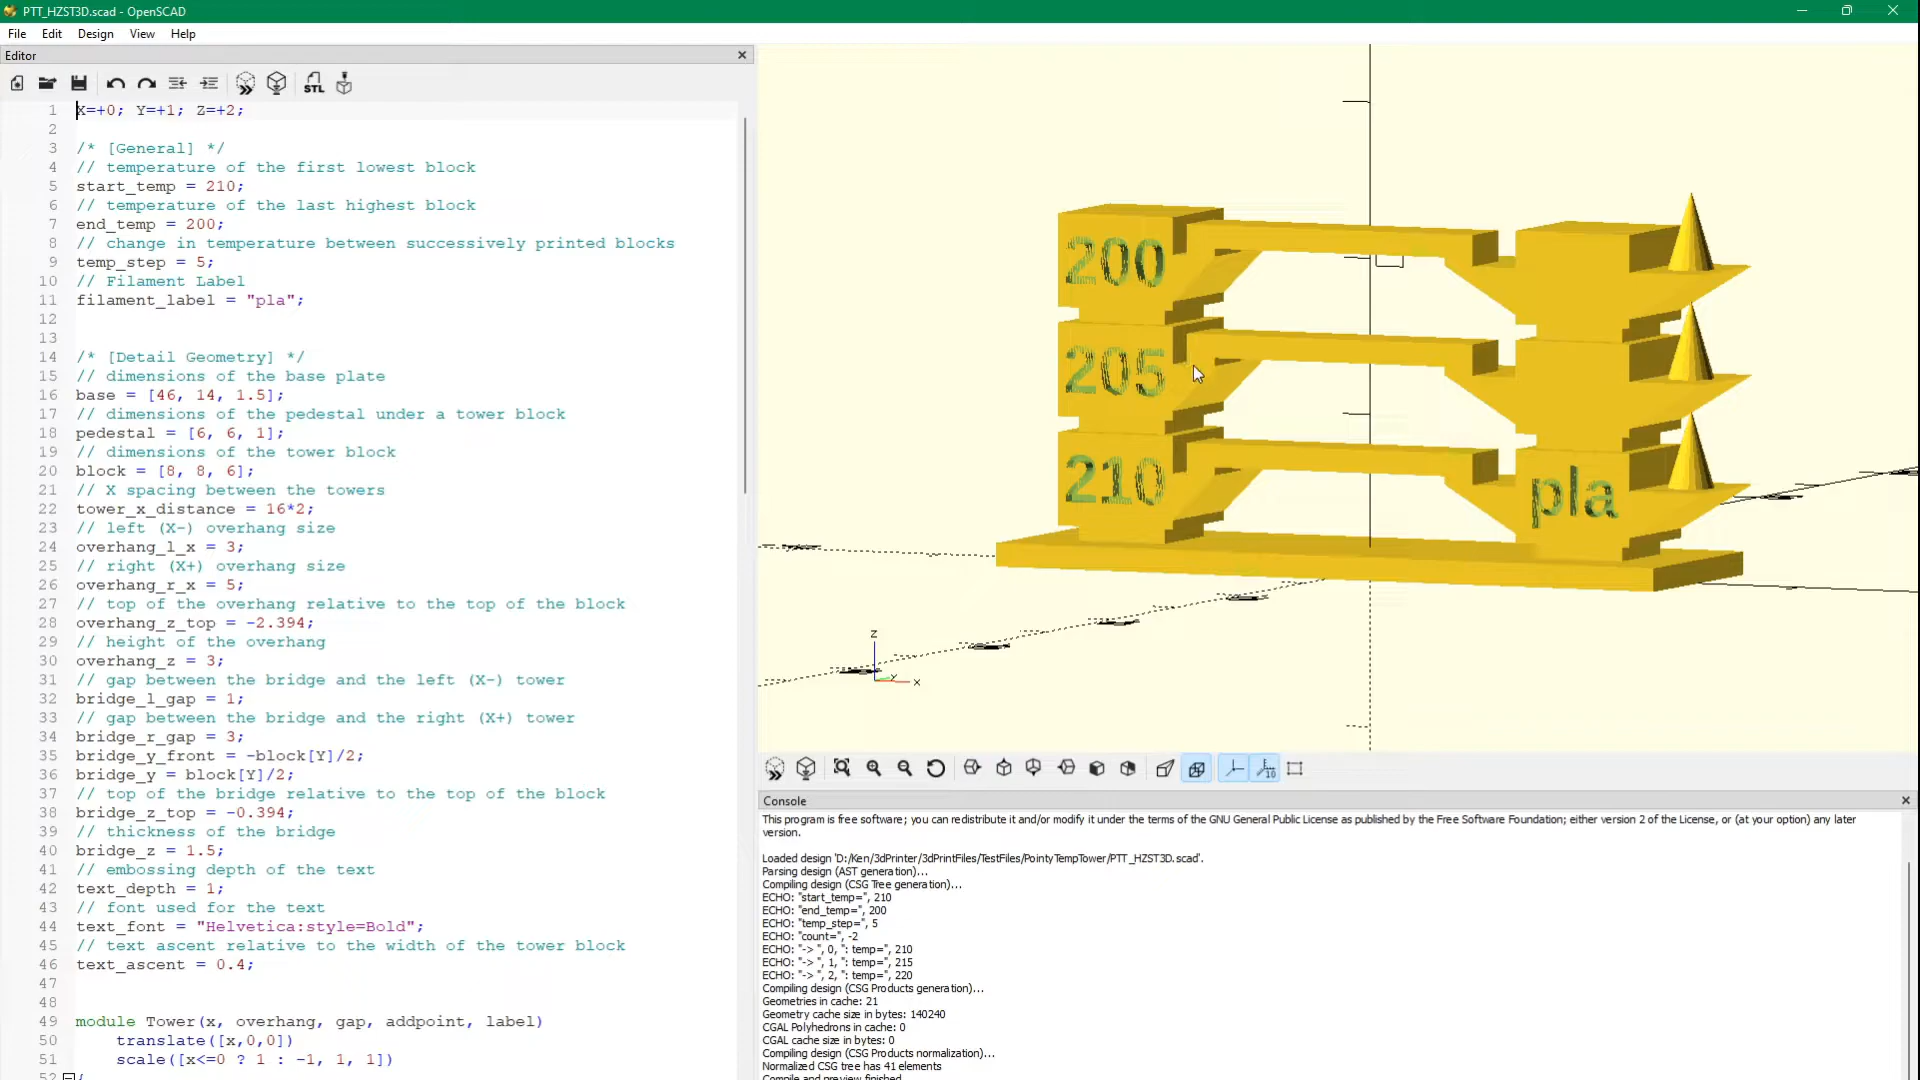 PTT_HZST3D.scad - OpenSCAD
File Edit Design View Help
Editor
STL
1 X=+0; Y=+1; Z=+2;
2
3 /* [General] */
4 // temperature of the first lowest block
5 start_temp = 210;
6 // temperature of the last highest block
7 end_temp = 200;
8 // change in temperature between successively printed blocks
9 temp_step = 5;
10 // Filament Label
11 filament_label = "pla";
12
13
14 /* [Detail Geometry] */
15 // dimensions of the base plate
16 base = [46, 14, 1.5];
17 // dimensions of the pedestal under a tower block
18 pedestal = [6, 6, 1];
19 // dimensions of the tower block
20 block = [8, 8, 6];
21 // X spacing between the towers
22 tower_x_distance = 16*2;
23 // left (X-) overhang size
24 overhang_l_x = 3;
25 // right (X+) overhang size
26 overhang_r_x = 5;
27 // top of the overhang relative to the top of the block
28 overhang_z_top = -2.394;
29 // height of the overhang
30 overhang_z = 3;
31 // gap between the bridge and the left (X-) tower
32 bridge_l_gap = 1;
33 // gap between the bridge and the right (X+) tower
34 bridge_r_gap = 3;
35 bridge_y_front = -block[Y]/2;
36 bridge_y = block[Y]/2;
37 // top of the bridge relative to the top of the block
38 bridge_z_top = -0.394;
39 // thickness of the bridge
40 bridge_z = 1.5;
41 // embossing depth of the text
42 text_depth = 1;
43 // font used for the text
44 text_font = "Helvetica:style=Bold";
45 // text ascent relative to the width of the tower block
46 text_ascent = 0.4;
47
48
49 module Tower(x, overhang, gap, addpoint, label)
50 translate([x,0,0])
51 scale([x<=0 ? 1 : -1, 1, 1])
52 {
200
205
210
pla
Z
Y
X
10
Console
This program is free software; you can redistribute it and/or modify it under the terms of the GNU General Public License as published by the Free Software Foundation; either version 2 of the License, or (at your option) any later
version.
Loaded design 'D:/Ken/3dPrinter/3dPrintFiles/TestFiles/PointyTempTower/PTT_HZST3D.scad'.
Parsing design (AST generation)...
Compiling design (CSG Tree generation)...
ECHO: "start_temp=", 210
ECHO: "end_temp=", 200
ECHO: "temp_step=", 5
ECHO: "count=", -2
ECHO: "-> ", 0, ": temp=", 210
ECHO: "-> ", 1, ": temp=", 215
ECHO: "-> ", 2, ": temp=", 220
Compiling design (CSG Products generation)...
Geometries in cache: 21
Geometry cache size in bytes: 140240
CGAL Polyhedrons in cache: 0
CGAL cache size in bytes: 0
Compiling design (CSG Products normalization)...
Normalized CSG tree has 41 elements
Compile and preview finished.